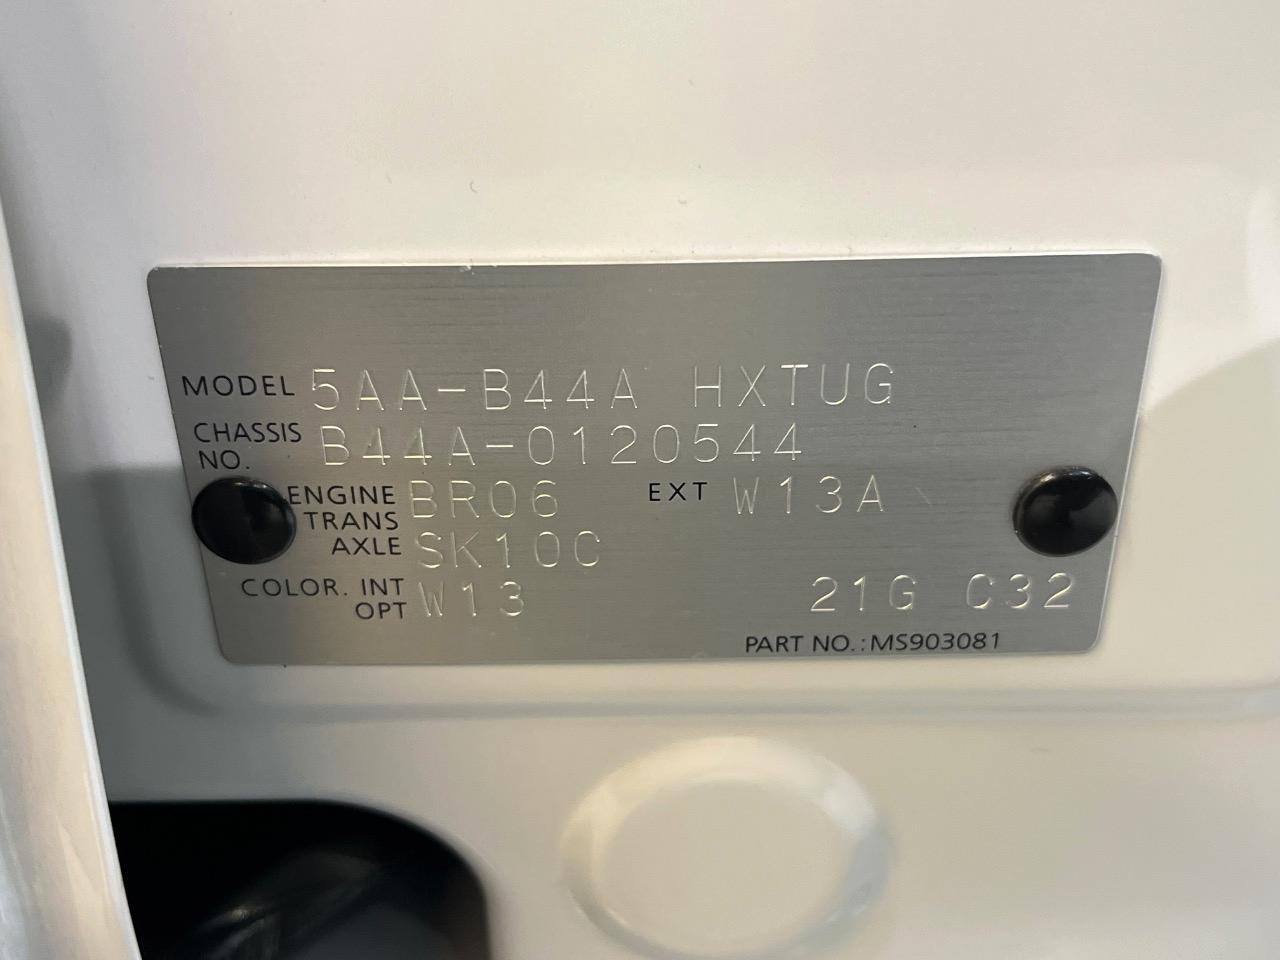 MODEL 5AA-B44A HXTUG
CHASSIS NO. B44A-0120544
ENGINE BR06 EXT W13A
TRANS AXLE SK10C
COLOR. INT OPT W13 21G C32
PART NO.:MS903081